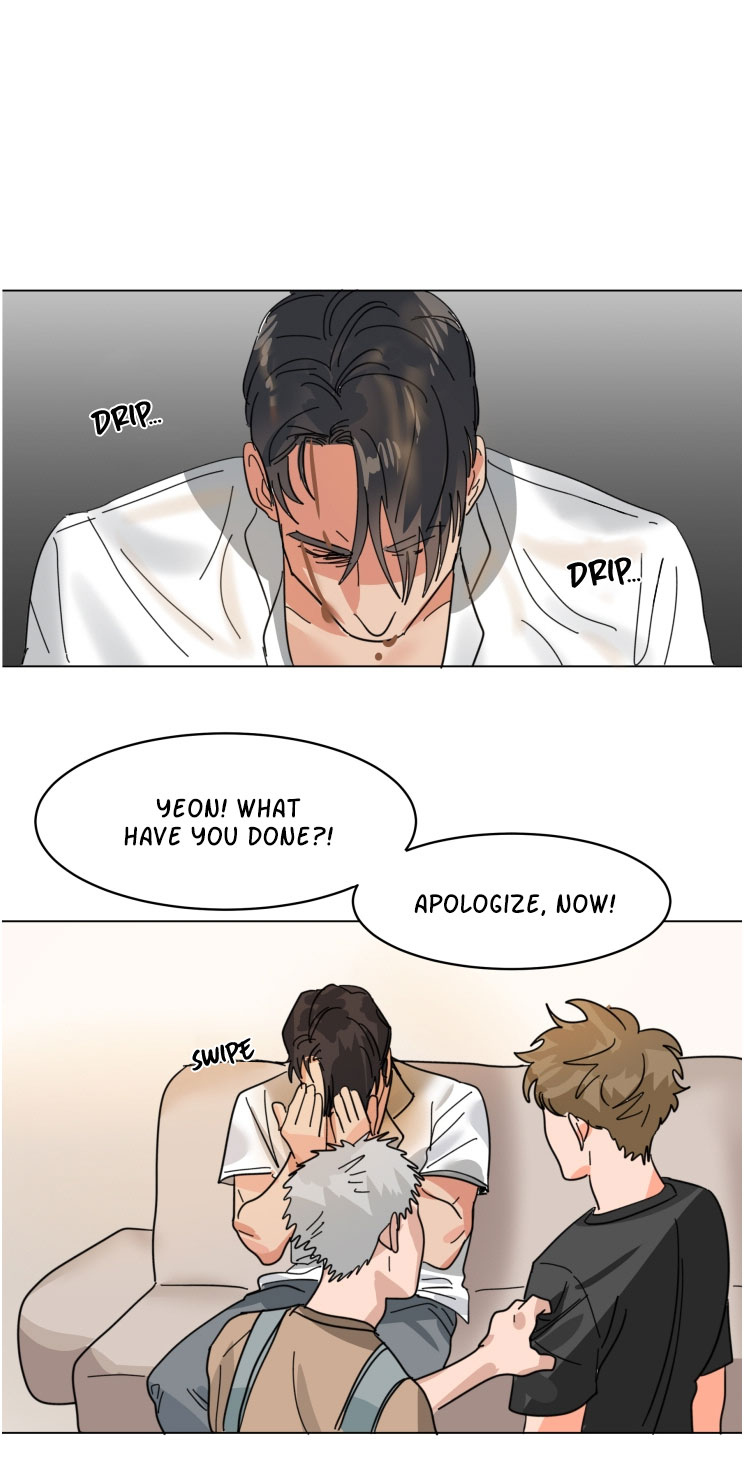 DRIP...
DRIP...
YEON! WHAT
HAVE YOU DONE?!
APOLOGIZE, NOW!
SWIPE